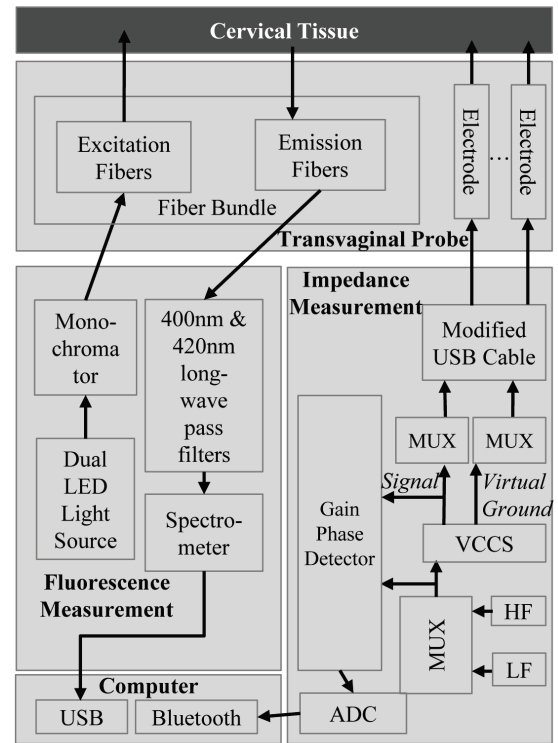 Cervical Tissue
Excitation
Fibers
Emission
Fibers
Fiber Bundle
Electrode
...
Electrode
Transvaginal Probe
Mono-
chroma
tor
Dual
LED
Light
Source
400nm &
420nm
long-
wave
pass
filters
Spectro-
meter
Fluorescence
Measurement
Impedance
Measurement
Modified
USB Cable
MUX
MUX
Signal
Virtual
Ground
Gain
Phase
Detector
VCCS
MUX
HF
LF
ADC
Computer
USB
Bluetooth